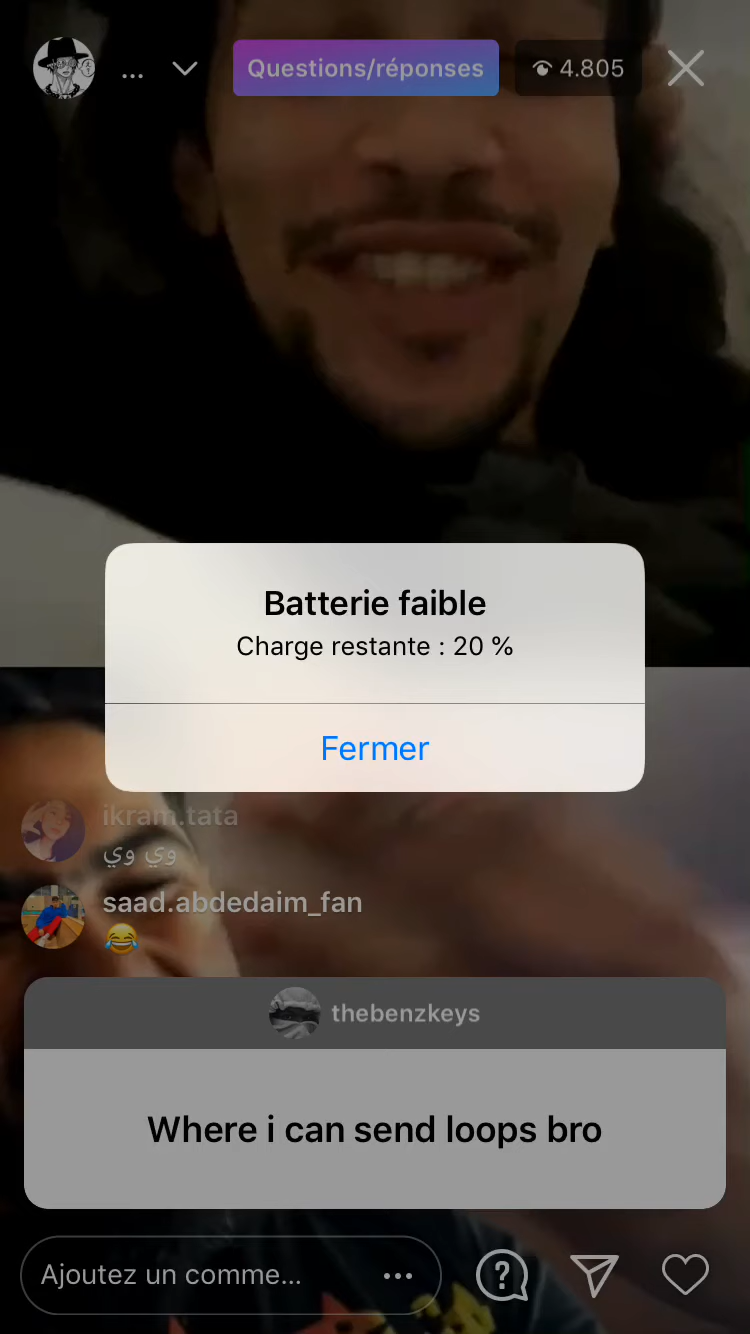 ...
Questions/réponses
4.805
Batterie faible
Charge restante : 20 %
Fermer
ikram.tata
وي وي
saad.abdedaim_fan
😂
thebenzkeys
Where i can send loops bro
Ajoutez un comme...